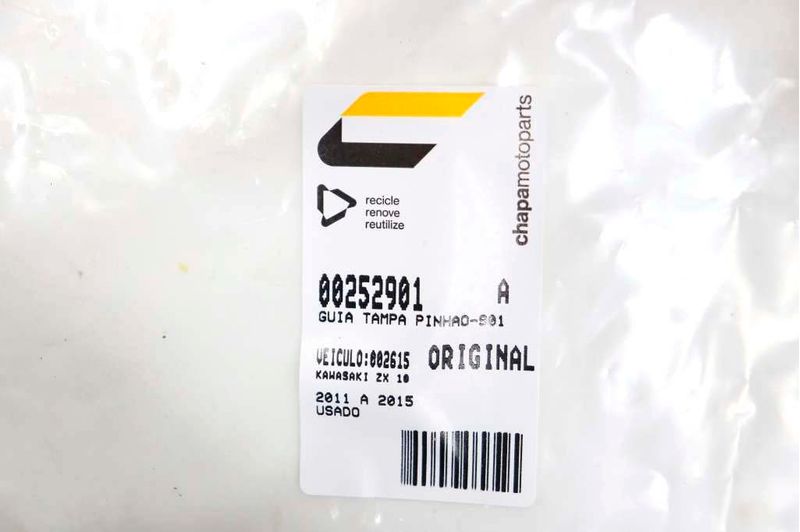 chapamotoparts
recicle
renove
reutilize
00252901 A
GUIA TAMPA PINHAO-S01
VEICULO:002615 ORIGINAL
KAWASAKI ZX 10
2011 A 2015
USADO